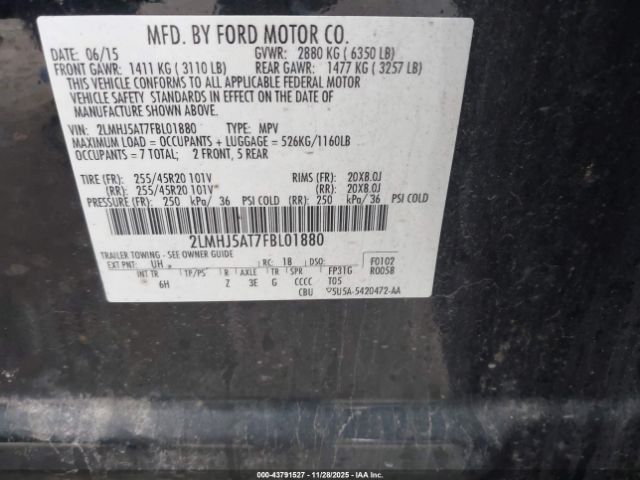 MFD. BY FORD MOTOR CO.
DATE: 06/15 GVWR: 2880 KG ( 6350 LB)
FRONT GAWR: 1411 KG ( 3110 LB) REAR GAWR: 1477 KG ( 3257 LB)
THIS VEHICLE CONFORMS TO ALL APPLICABLE FEDERAL MOTOR
VEHICLE SAFETY STANDARDS IN EFFECT ON THE DATE OF
MANUFACTURE SHOWN ABOVE.
VIN: 2LMHJ5AT7FBL01880 TYPE: MPV
MAXIMUM LOAD = OCCUPANTS + LUGGAGE = 526KG/1160LB
OCCUPANTS = 7 TOTAL; 2 FRONT, 5 REAR
TIRE (FR): 255/45R20 101V RIMS (FR): 20X8.0J
(RR): 255/45R20 101V (RR): 20X8.0J
PRESSURE (FR): 250 kPa/ 36 PSI COLD (RR): 250 kPa/ 36 PSI COLD
2LMHJ5AT7FBL01880
TRAILER TOWING - SEE OWNER GUIDE
EXT PNT: UH RC: 18 DSO: F0102
R0058
INT TR TP/PS R AXLE TR SPR FP31G
6H Z 3E G CCCC T05
CBU 5U5A-5420472-AA
000-43791527 - 11/28/2025 - IAAI.CA